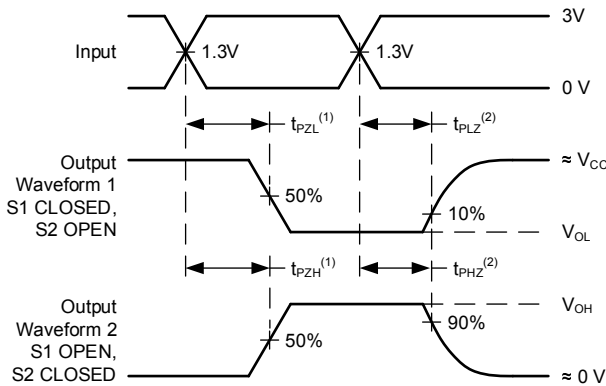 3V
Input
1.3V
1.3V
0 V
tPZL(1)
tPLZ(2)
Output
Waveform 1
S1 CLOSED,
S2 OPEN
≈ VCC
50%
10%
VOL
tPZH(1)
tPHZ(2)
Output
Waveform 2
S1 OPEN,
S2 CLOSED
VOH
50%
90%
≈ 0 V